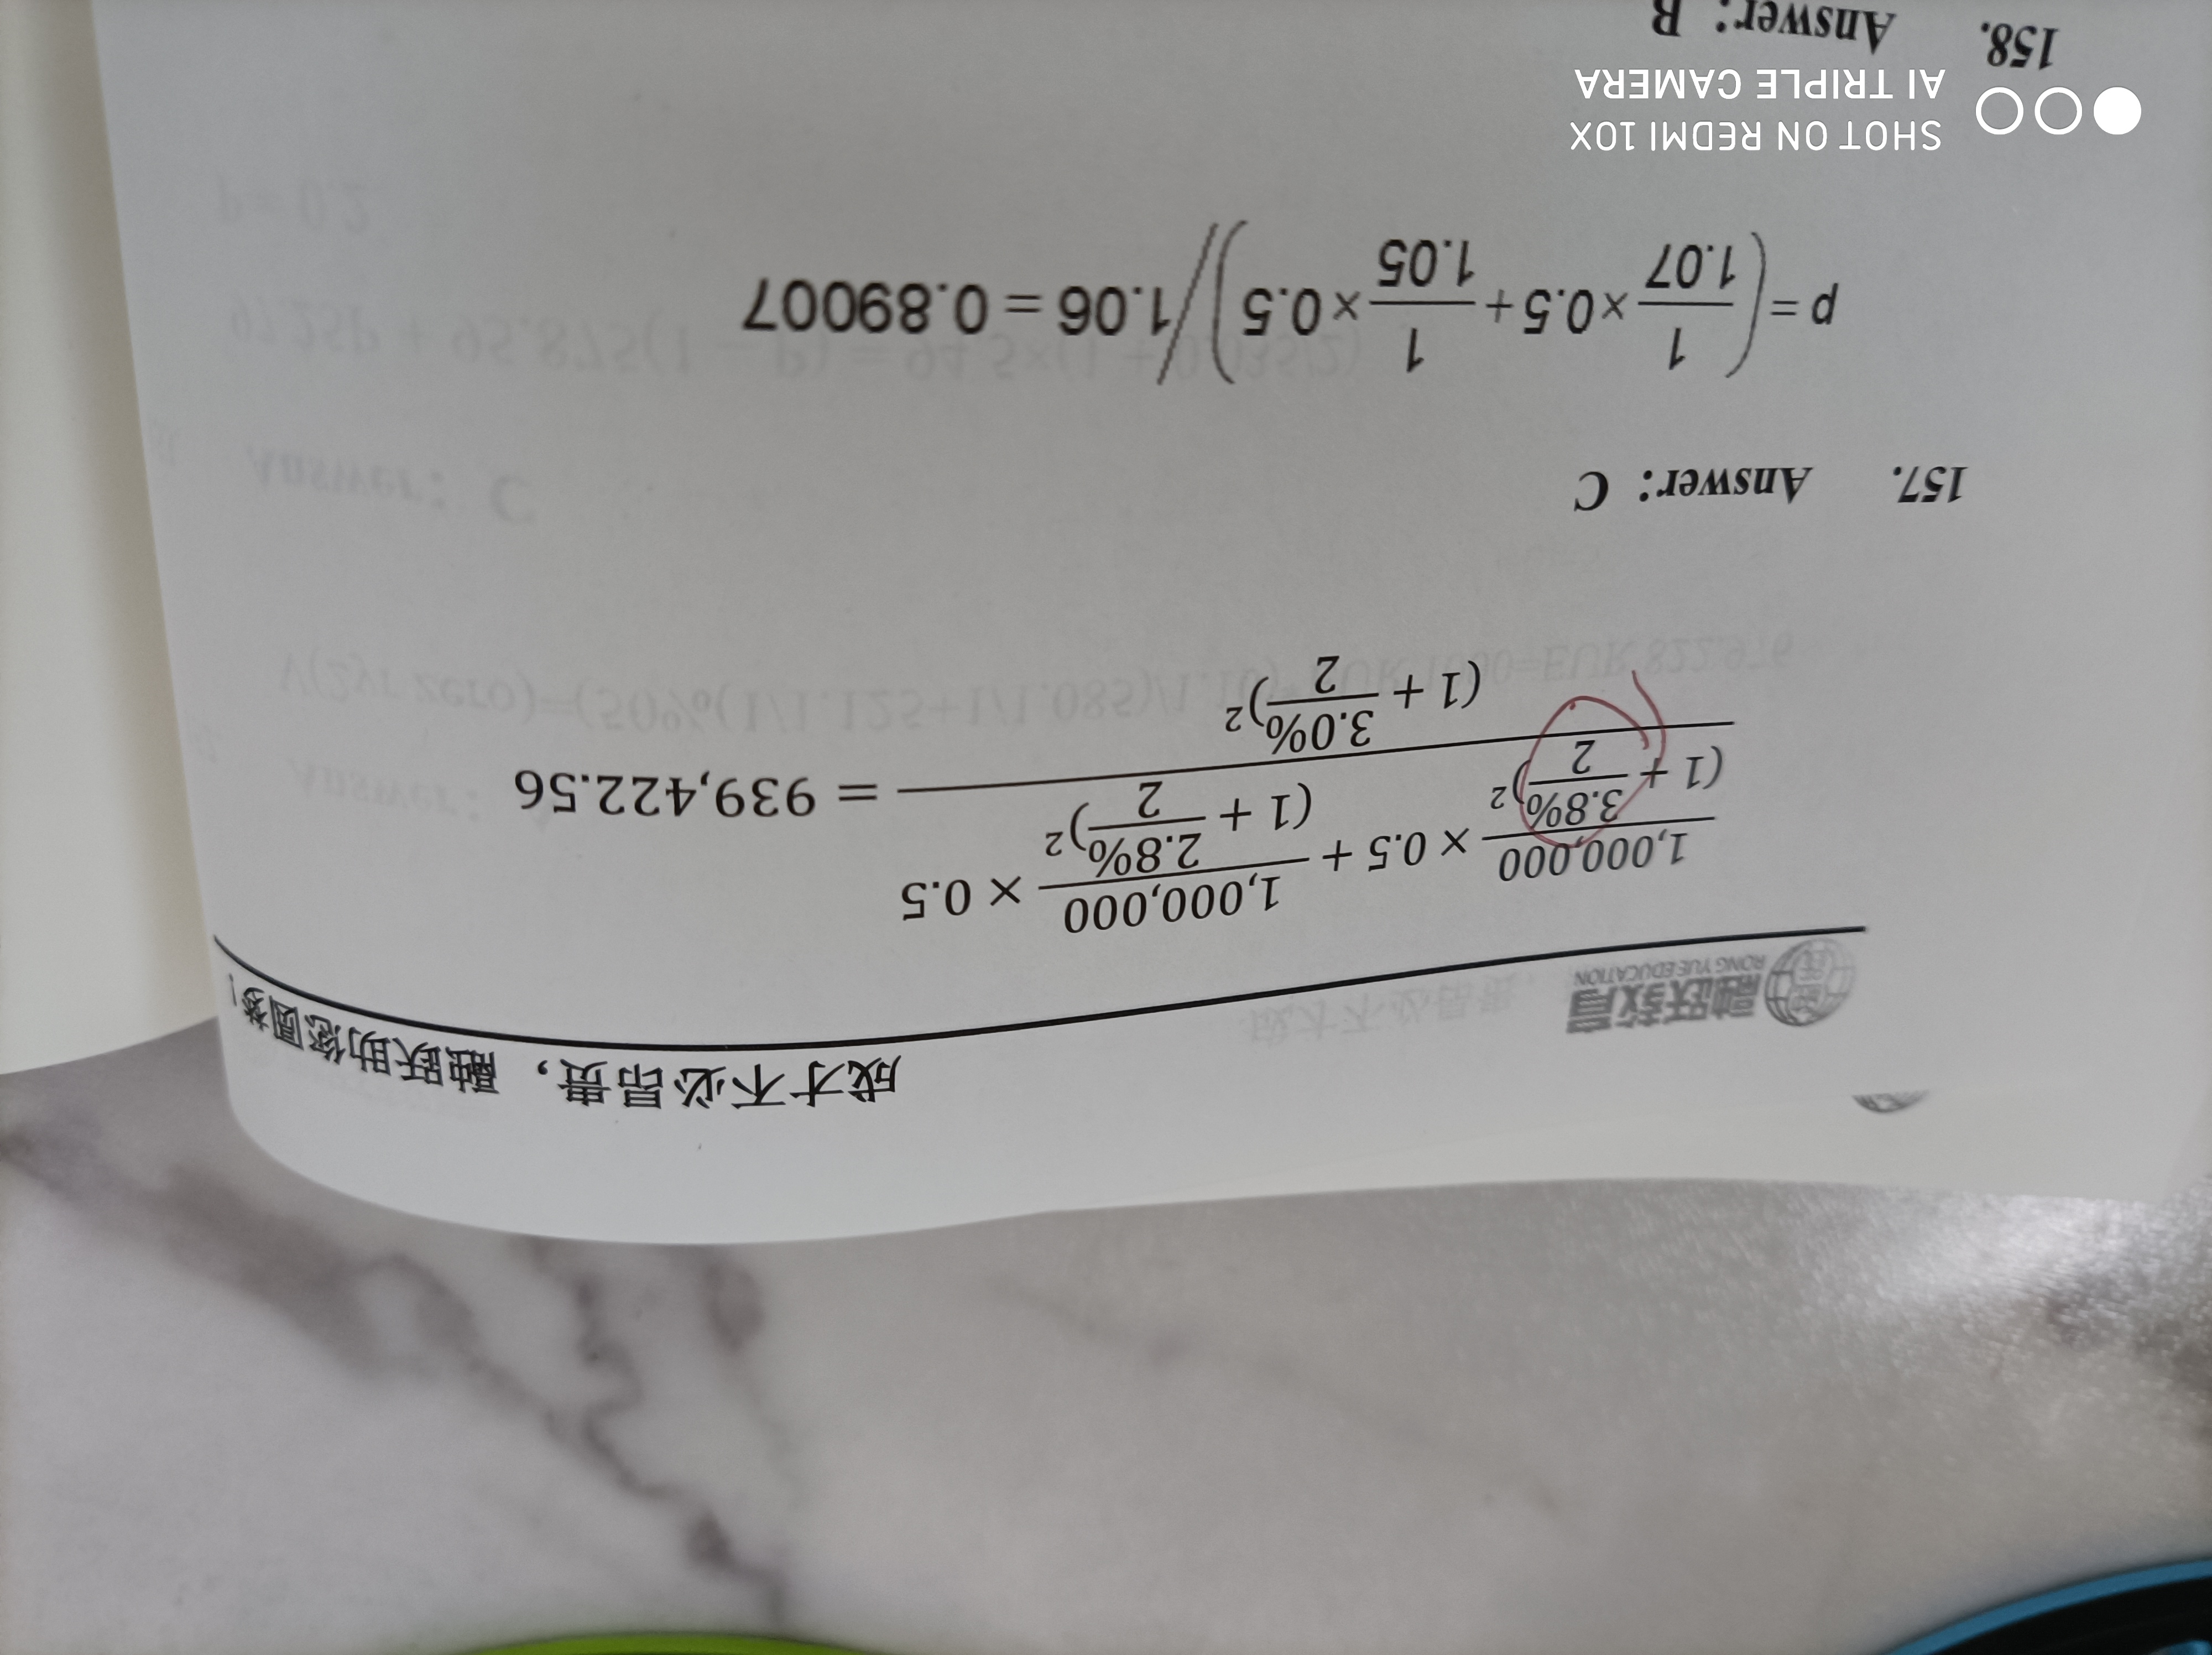 融跃教育
RONG YUE EDUCATION
成才不必昂贵，融跃助您圆梦！
1,000,000/(1 + 3.8%/2)² × 0.5 + 1,000,000/(1 + 2.8%/2)² × 0.5
(1 + 3.0%/2)²
= 939,422.56
157. Answer: C
p = (1/1.07 ×0.5 + 1/1.05 ×0.5)/1.06 = 0.89007
158. Answer: B
SHOT ON REDMI 10X
AI TRIPLE CAMERA